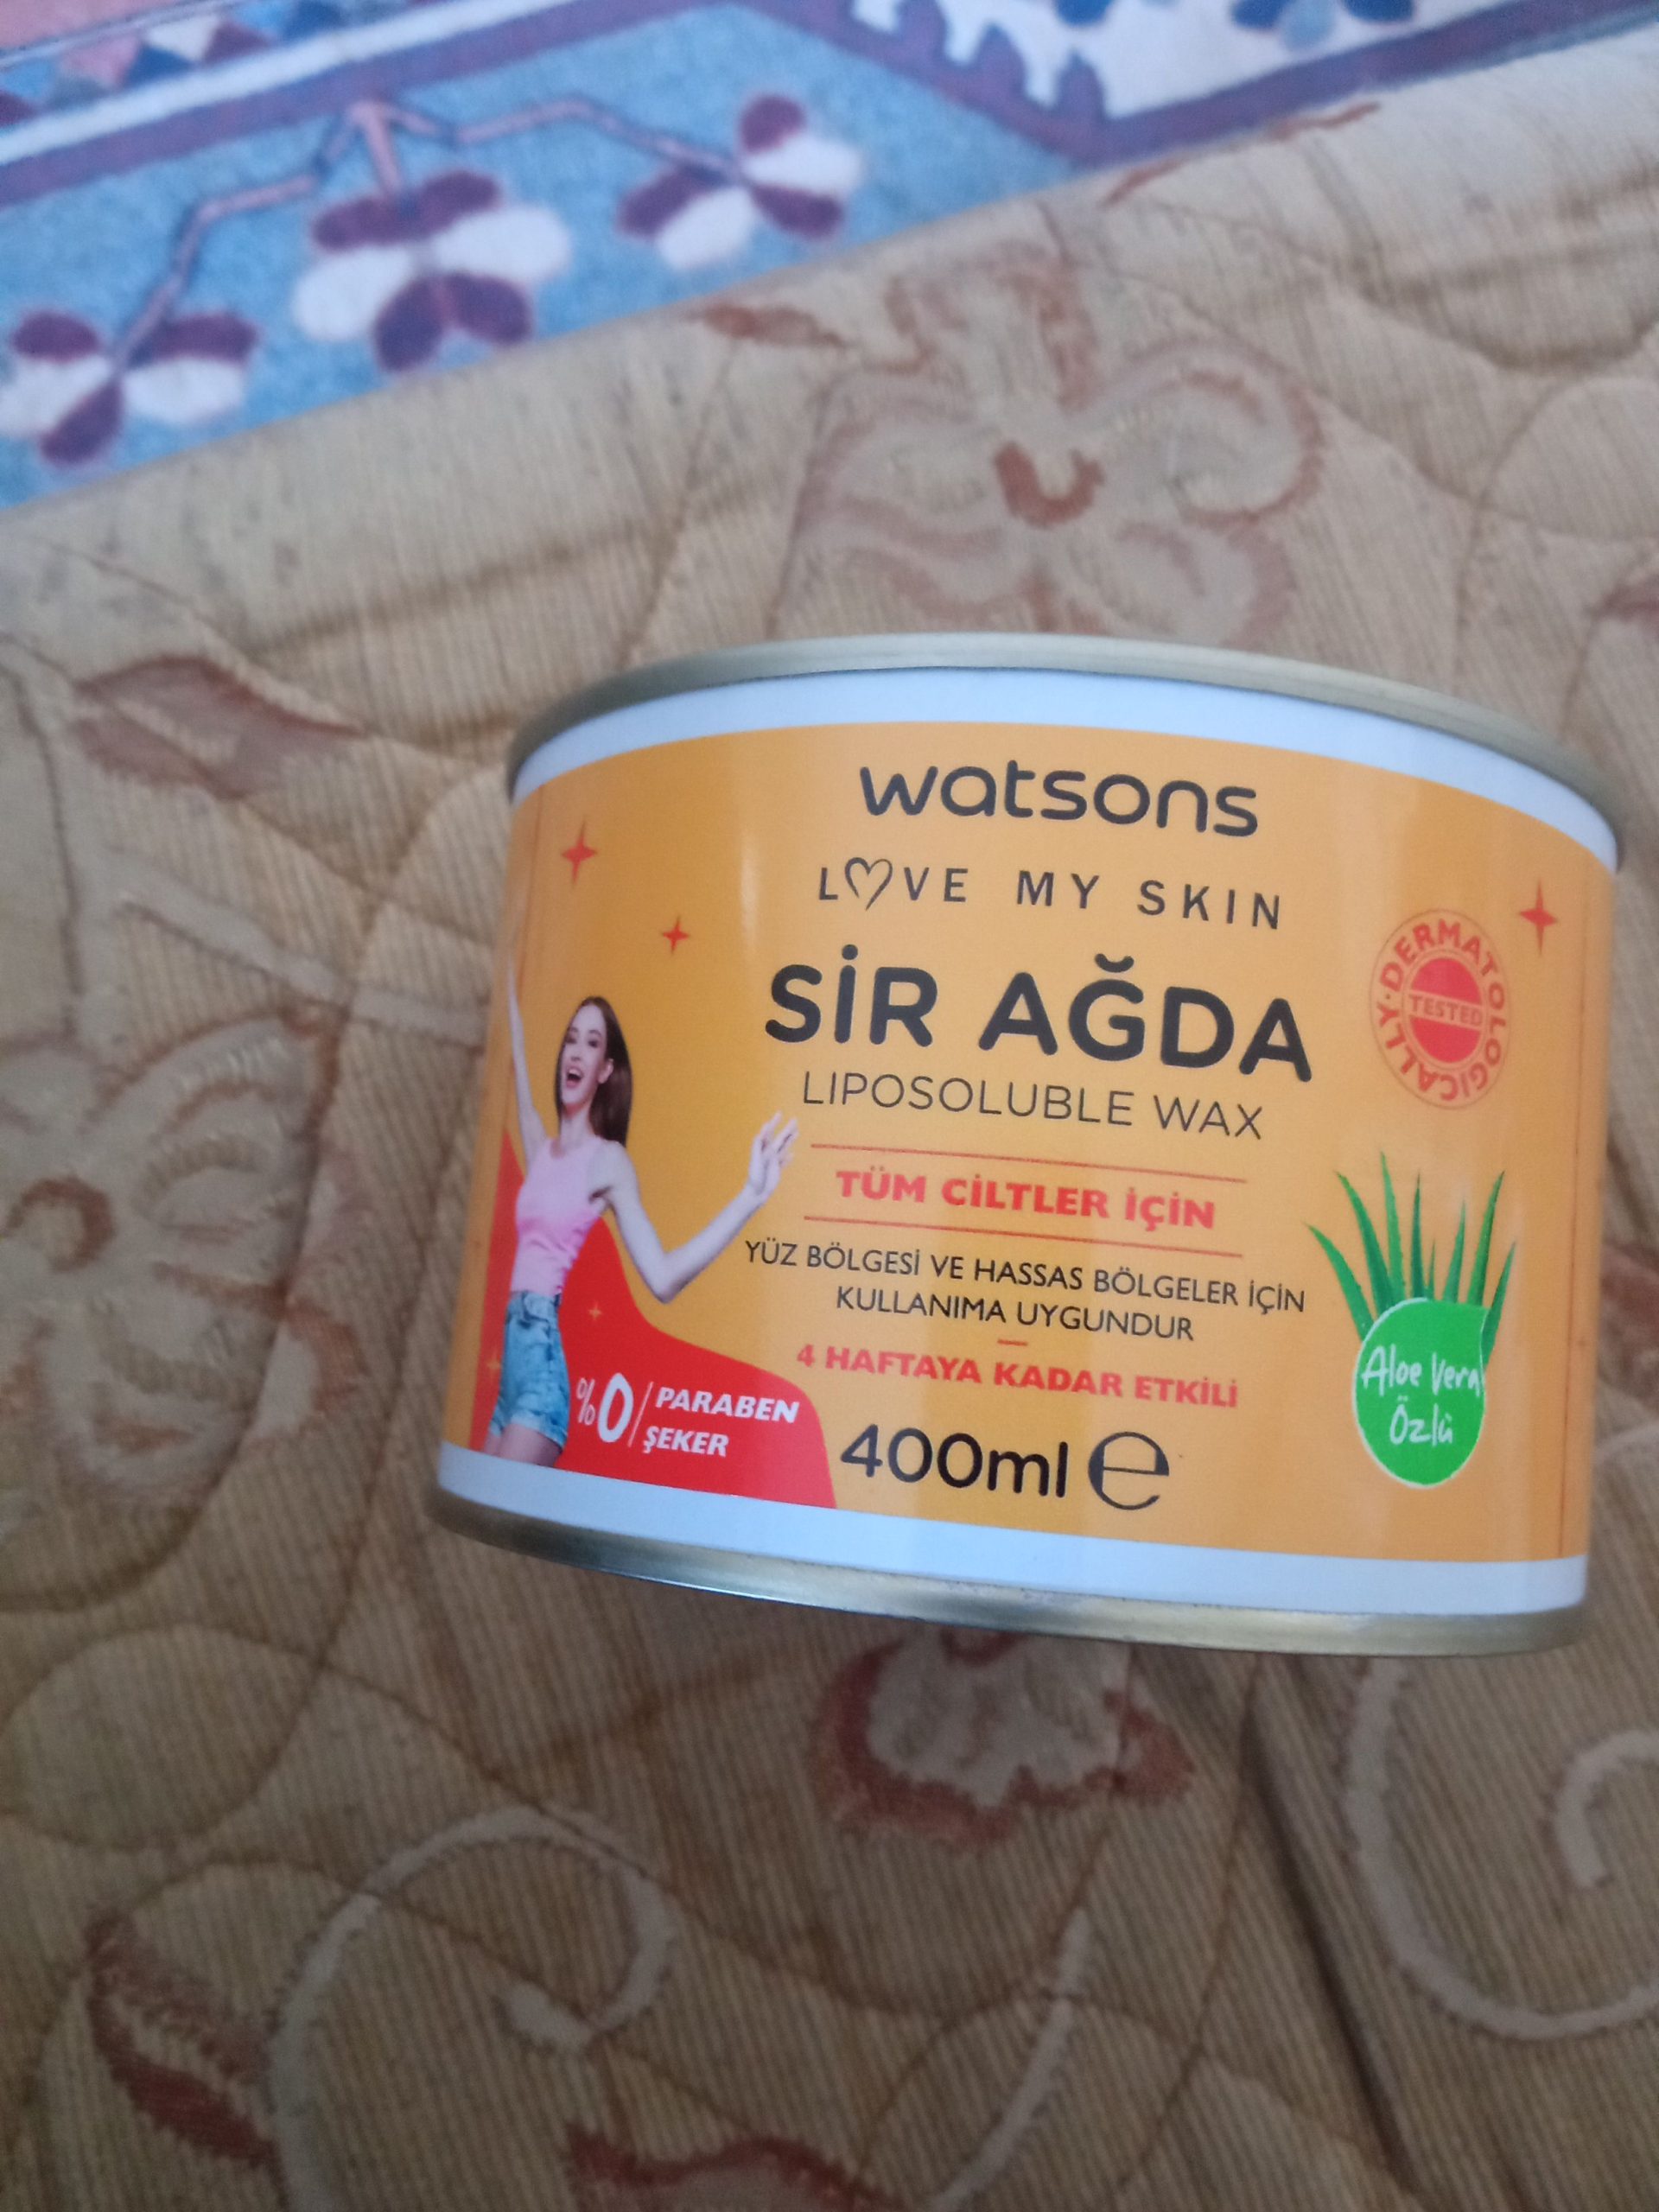 watsons
LOVE MY SKIN
SİR AĞDA
LIPOSOLUBLE WAX
DERMATOLOGICALLY
TESTED
TÜM CİLTLER İÇİN
YÜZ BÖLGESİ VE HASSAS BÖLGELER İÇİN
KULLANIMA UYGUNDUR
4 HAFTAYA KADAR ETKİLİ
%0 PARABEN
ŞEKER
400ml e
Aloe Vera
Özlü